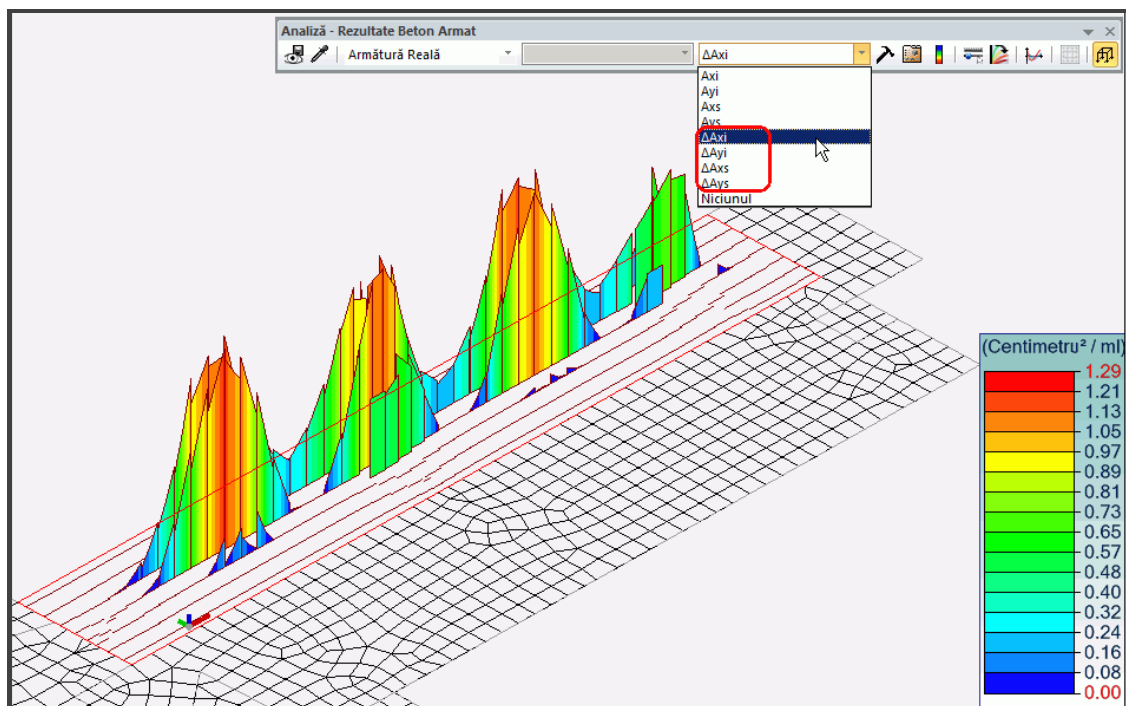 Analiză - Rezultate Beton Armat
Armătură Reală
ΔAxi
Axi
Ayi
Axs
Ays
ΔAxi
ΔAyi
ΔAxs
ΔAys
Niciunul
(Centimetru² / ml)
1.29
1.21
1.13
1.05
0.97
0.89
0.81
0.73
0.65
0.57
0.48
0.40
0.32
0.24
0.16
0.08
0.00